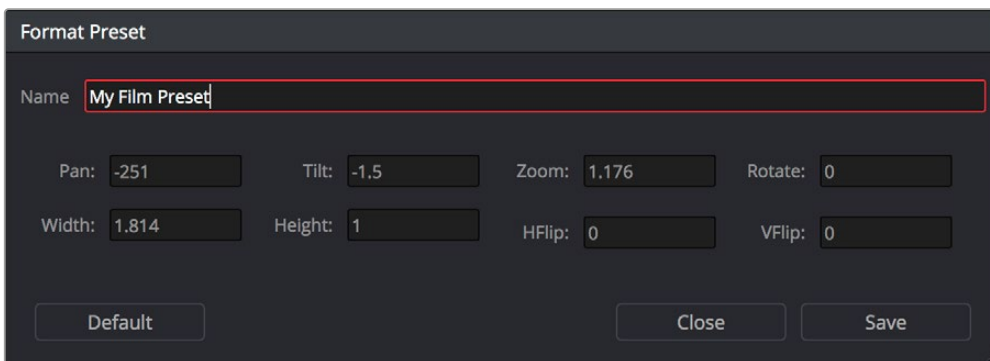 Format Preset
Name My Film Preset
Pan: -251 Tilt: -1.5 Zoom: 1.176 Rotate: 0
Width: 1.814 Height: 1 HFlip: 0 VFlip: 0
Default Close Save